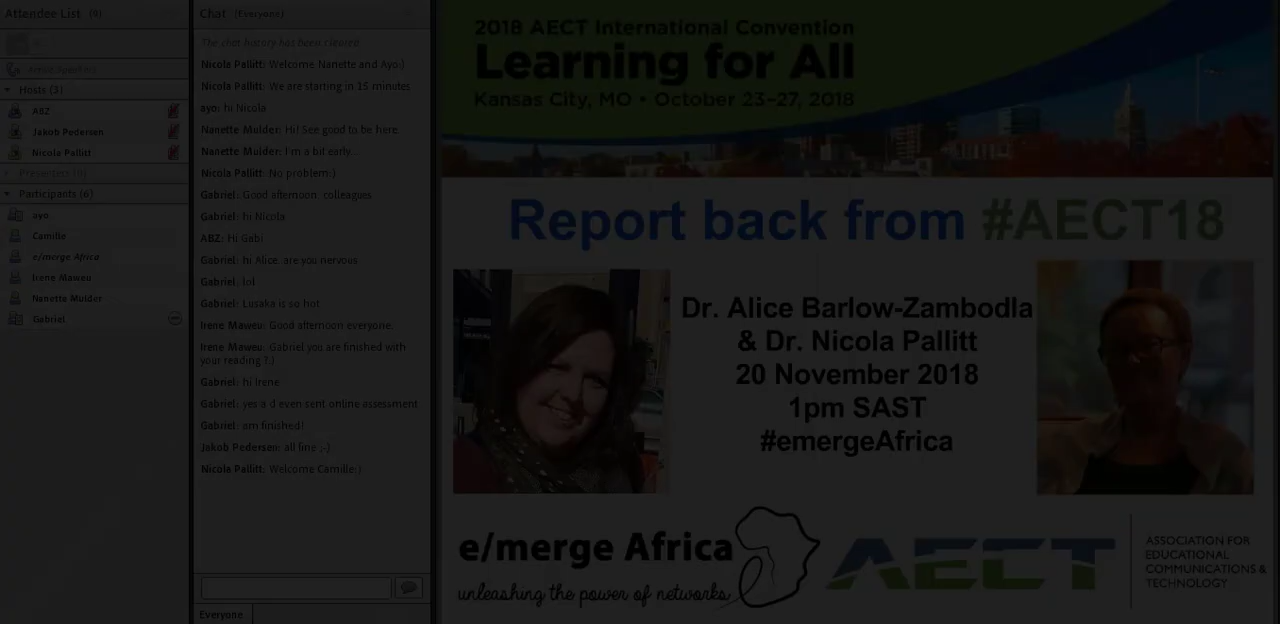 Attendee List (9)
Active Speakers
Hosts (3)
ABZ
Jakob Pedersen
Nicola Pallitt
Presenters (0)
Participants (6)
ayo
Camille
e/merge Africa
Irene Maweu
Nanette Mulder
Gabriel
Chat (Everyone)
The chat history has been cleared
Nicola Pallitt: Welcome Nanette and Ayo:)
Nicola Pallitt: We are starting in 15 minutes
ayo: hi Nicola
Nanette Mulder: Hi! See good to be here
Nanette Mulder: I'm a bit early...
Nicola Pallitt: No problem:)
Gabriel: Good afternoon colleagues
Gabriel: hi Nicola
ABZ: Hi Gabi
Gabriel: hi Alice, are you nervous
Gabriel: lol
Gabriel: Lusaka is so hot
Irene Maweu: Good afternoon everyone,
Irene Maweu: Gabriel you are finished with
your reading ?:)
Gabriel: hi Irene
Gabriel: yes a d even sent online assessment
Gabriel: am finished!
Jakob Pedersen: all fine ;-)
Nicola Pallitt: Welcome Camille:)
Everyone
2018 AECT International Convention
Learning for All
Kansas City, MO • October 23-27, 2018
Report back from #AECT18
Dr. Alice Barlow-Zambodla
& Dr. Nicola Pallitt
20 November 2018
1pm SAST
#emergeAfrica
e/merge Africa
unleashing the power of networks
AECT
ASSOCIATION FOR
EDUCATIONAL
COMMUNICATIONS &
TECHNOLOGY